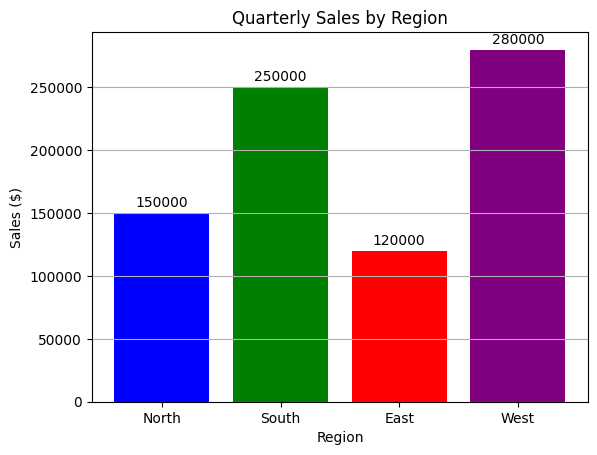 Quarterly Sales by Region
280000
250000
250000
200000
150000
150000
120000
100000
50000
0
Sales ($)
North South East West
Region